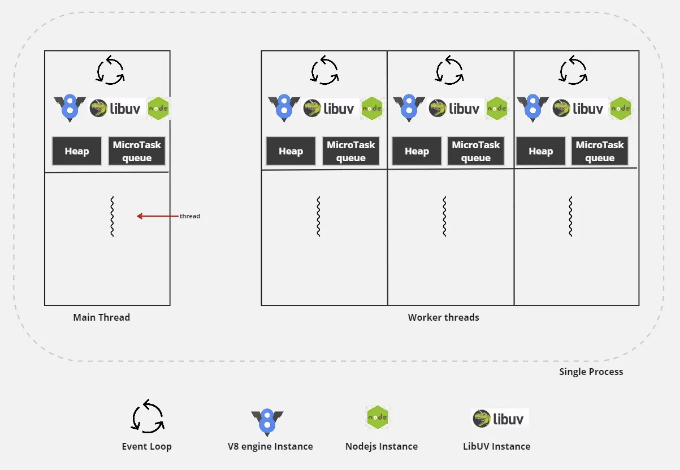 libuv node
libuv node
libuv node
libuv node
Heap
MicroTask
queue
Heap
MicroTask
queue
Heap
MicroTask
queue
Heap
MicroTask
queue
thread
Main Thread
Worker threads
Single Process
node
libuv
Event Loop
V8 engine Instance
Nodejs Instance
LibUV Instance